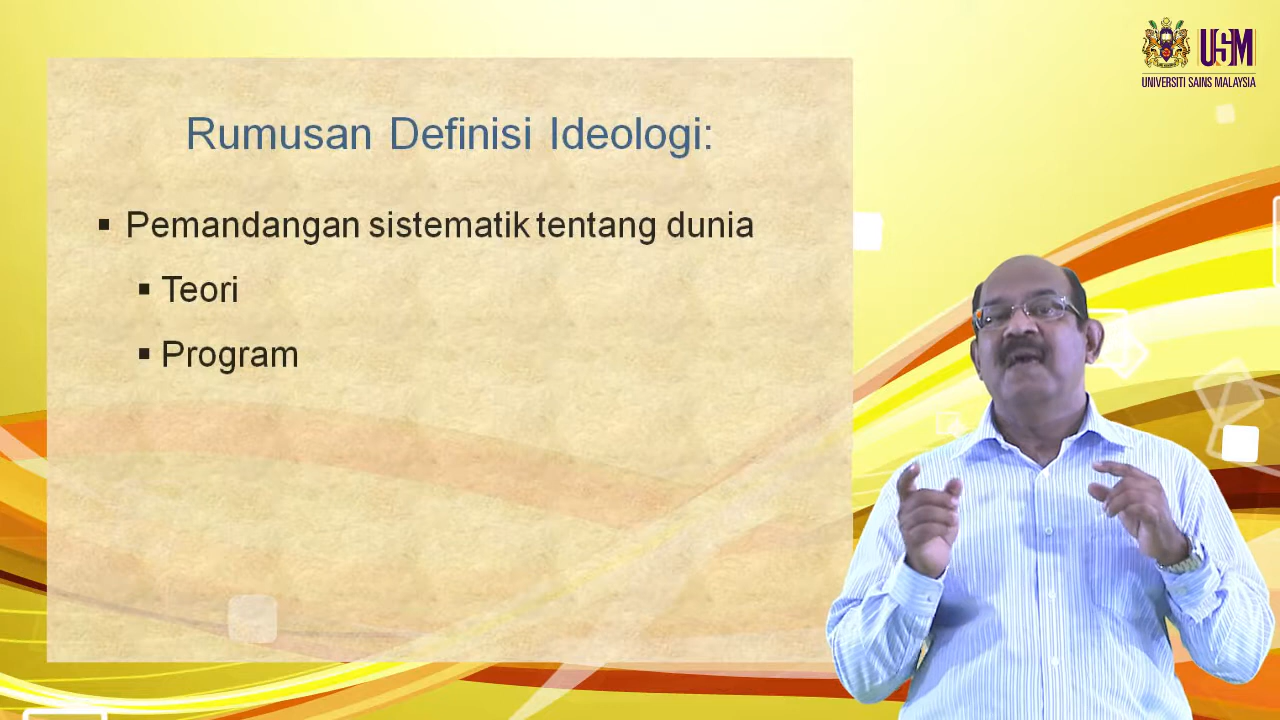 USM
UNIVERSITI SAINS MALAYSIA
Rumusan Definisi Ideologi:
▪ Pemandangan sistematik tentang dunia
▪ Teori
▪ Program